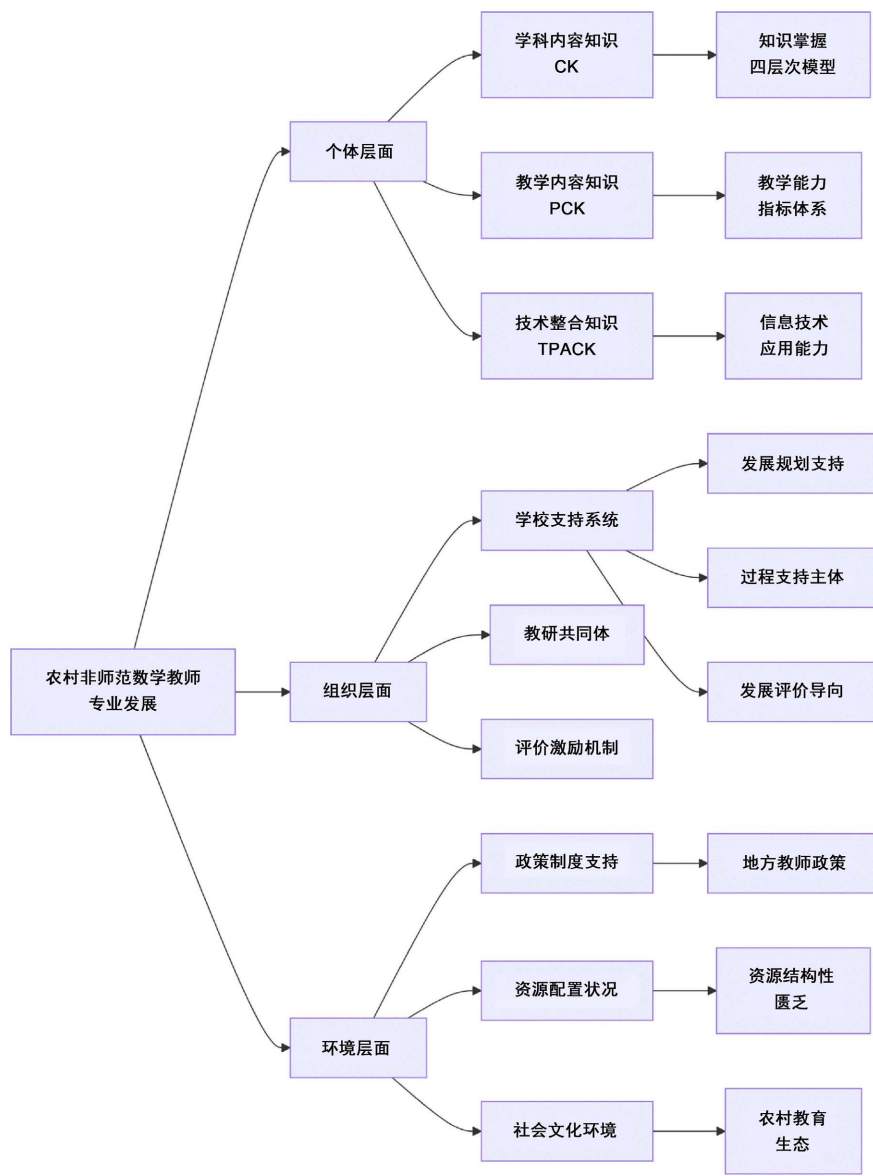 学科内容知识
CK
知识掌握
四层次模型
个体层面
教学内容知识
PCK
教学能力
指标体系
技术整合知识
TPACK
信息技术
应用能力
发展规划支持
学校支持系统
过程支持主体
教研共同体
农村非师范数学教师
专业发展
组织层面
发展评价导向
评价激励机制
政策制度支持
地方教师政策
资源配置状况
资源结构性
匮乏
环境层面
社会文化环境
农村教育
生态